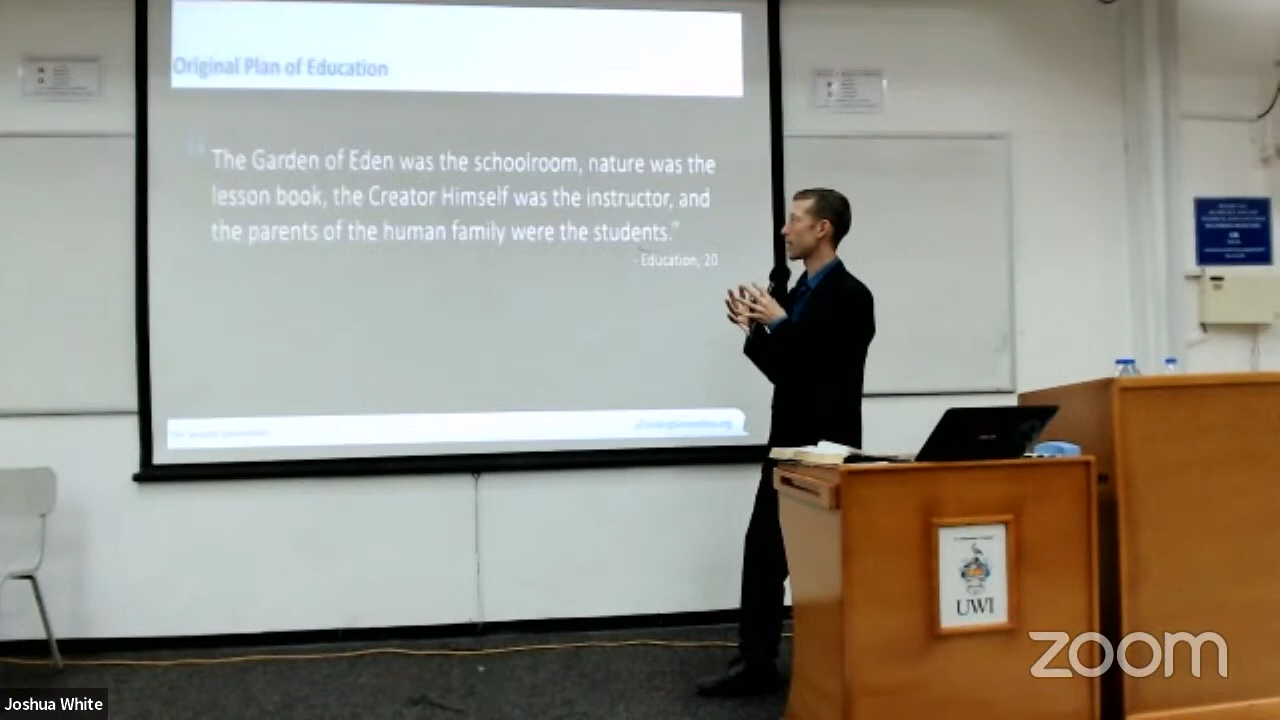 Original Plan of Education
The Garden of Eden was the schoolroom, nature was the
lesson book, the Creator Himself was the instructor, and
the parents of the human family were the students."
- Education, 20
UWI
zoom
Joshua White